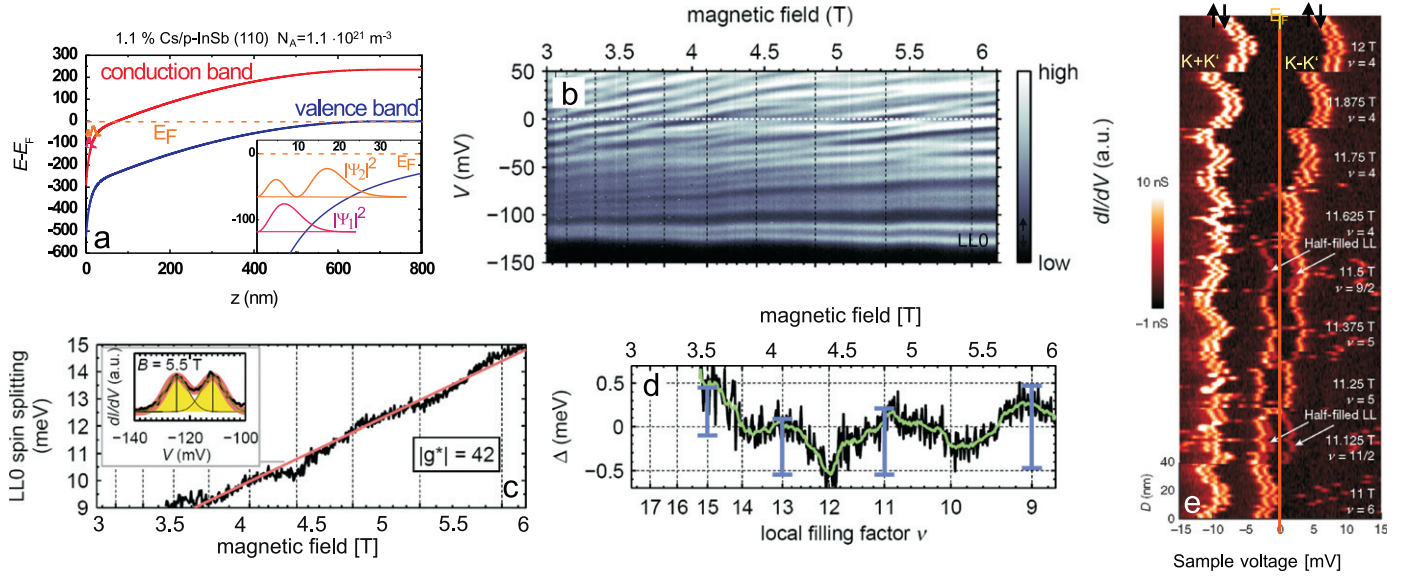 1.1 % Cs/p-InSb (110) N_A=1.1 ·10²¹ m⁻³
300
200
100
0
-100
-200
-300
-400
-500
-600
E-E_F
conduction band
valence band
E_F
0 10 20 30
0
-100
E_F
|Ψ₂|²
|Ψ₁|²
a
0 200 400 600 800
z (nm)
magnetic field (T)
3 3.5 4 4.5 5 5.5 6
50
0
−50
−100
−150
V (mV)
b
LL0
high
low
15
14
13
12
11
10
9
LL0 spin splitting
(meV)
dI/dV (a.u.)
B = 5.5 T
−140 −120 −100
V (mV)
|g*| = 42
c
3 3.5 4 4.5 5 5.5 6
magnetic field [T]
magnetic field [T]
3 3.5 4 4.5 5 5.5 6
d
0.5
0
−0.5
Δ (meV)
17 16 15 14 13 12 11 10 9
local filling factor ν
dI/dV (a.u.)
10 nS
−1 nS
E_F
K+K'
K-K'
12 T
ν = 4
11.875 T
ν = 4
11.75 T
ν = 4
11.625 T
ν = 4
Half-filled LL
11.5 T
ν = 9/2
11.375 T
ν = 5
11.25 T
ν = 5
Half-filled LL
11.125 T
ν = 11/2
11 T
ν = 6
40
20
0
D (nm)
e
−15 −10 −5 0 5 10 15
Sample voltage [mV]